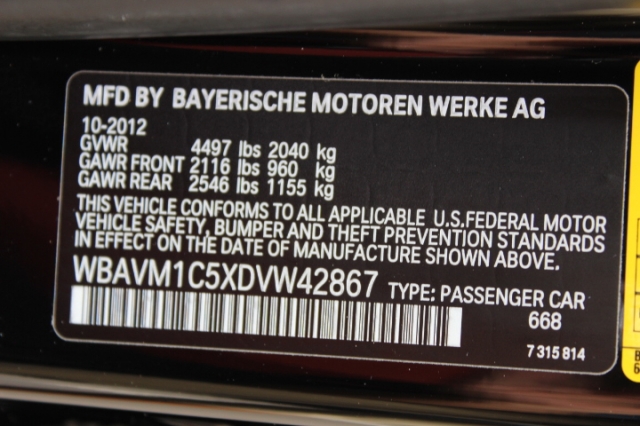 MFD BY BAYERISCHE MOTOREN WERKE AG
10-2012
GVWR 4497 lbs 2040 kg
GAWR FRONT 2116 lbs 960 kg
GAWR REAR 2546 lbs 1155 kg
THIS VEHICLE CONFORMS TO ALL APPLICABLE U.S.FEDERAL MOTOR
VEHICLE SAFETY, BUMPER AND THEFT PREVENTION STANDARDS
IN EFFECT ON THE DATE OF MANUFACTURE SHOWN ABOVE.
WBAVM1C5XDVW42867 TYPE: PASSENGER CAR
668
7 315 814